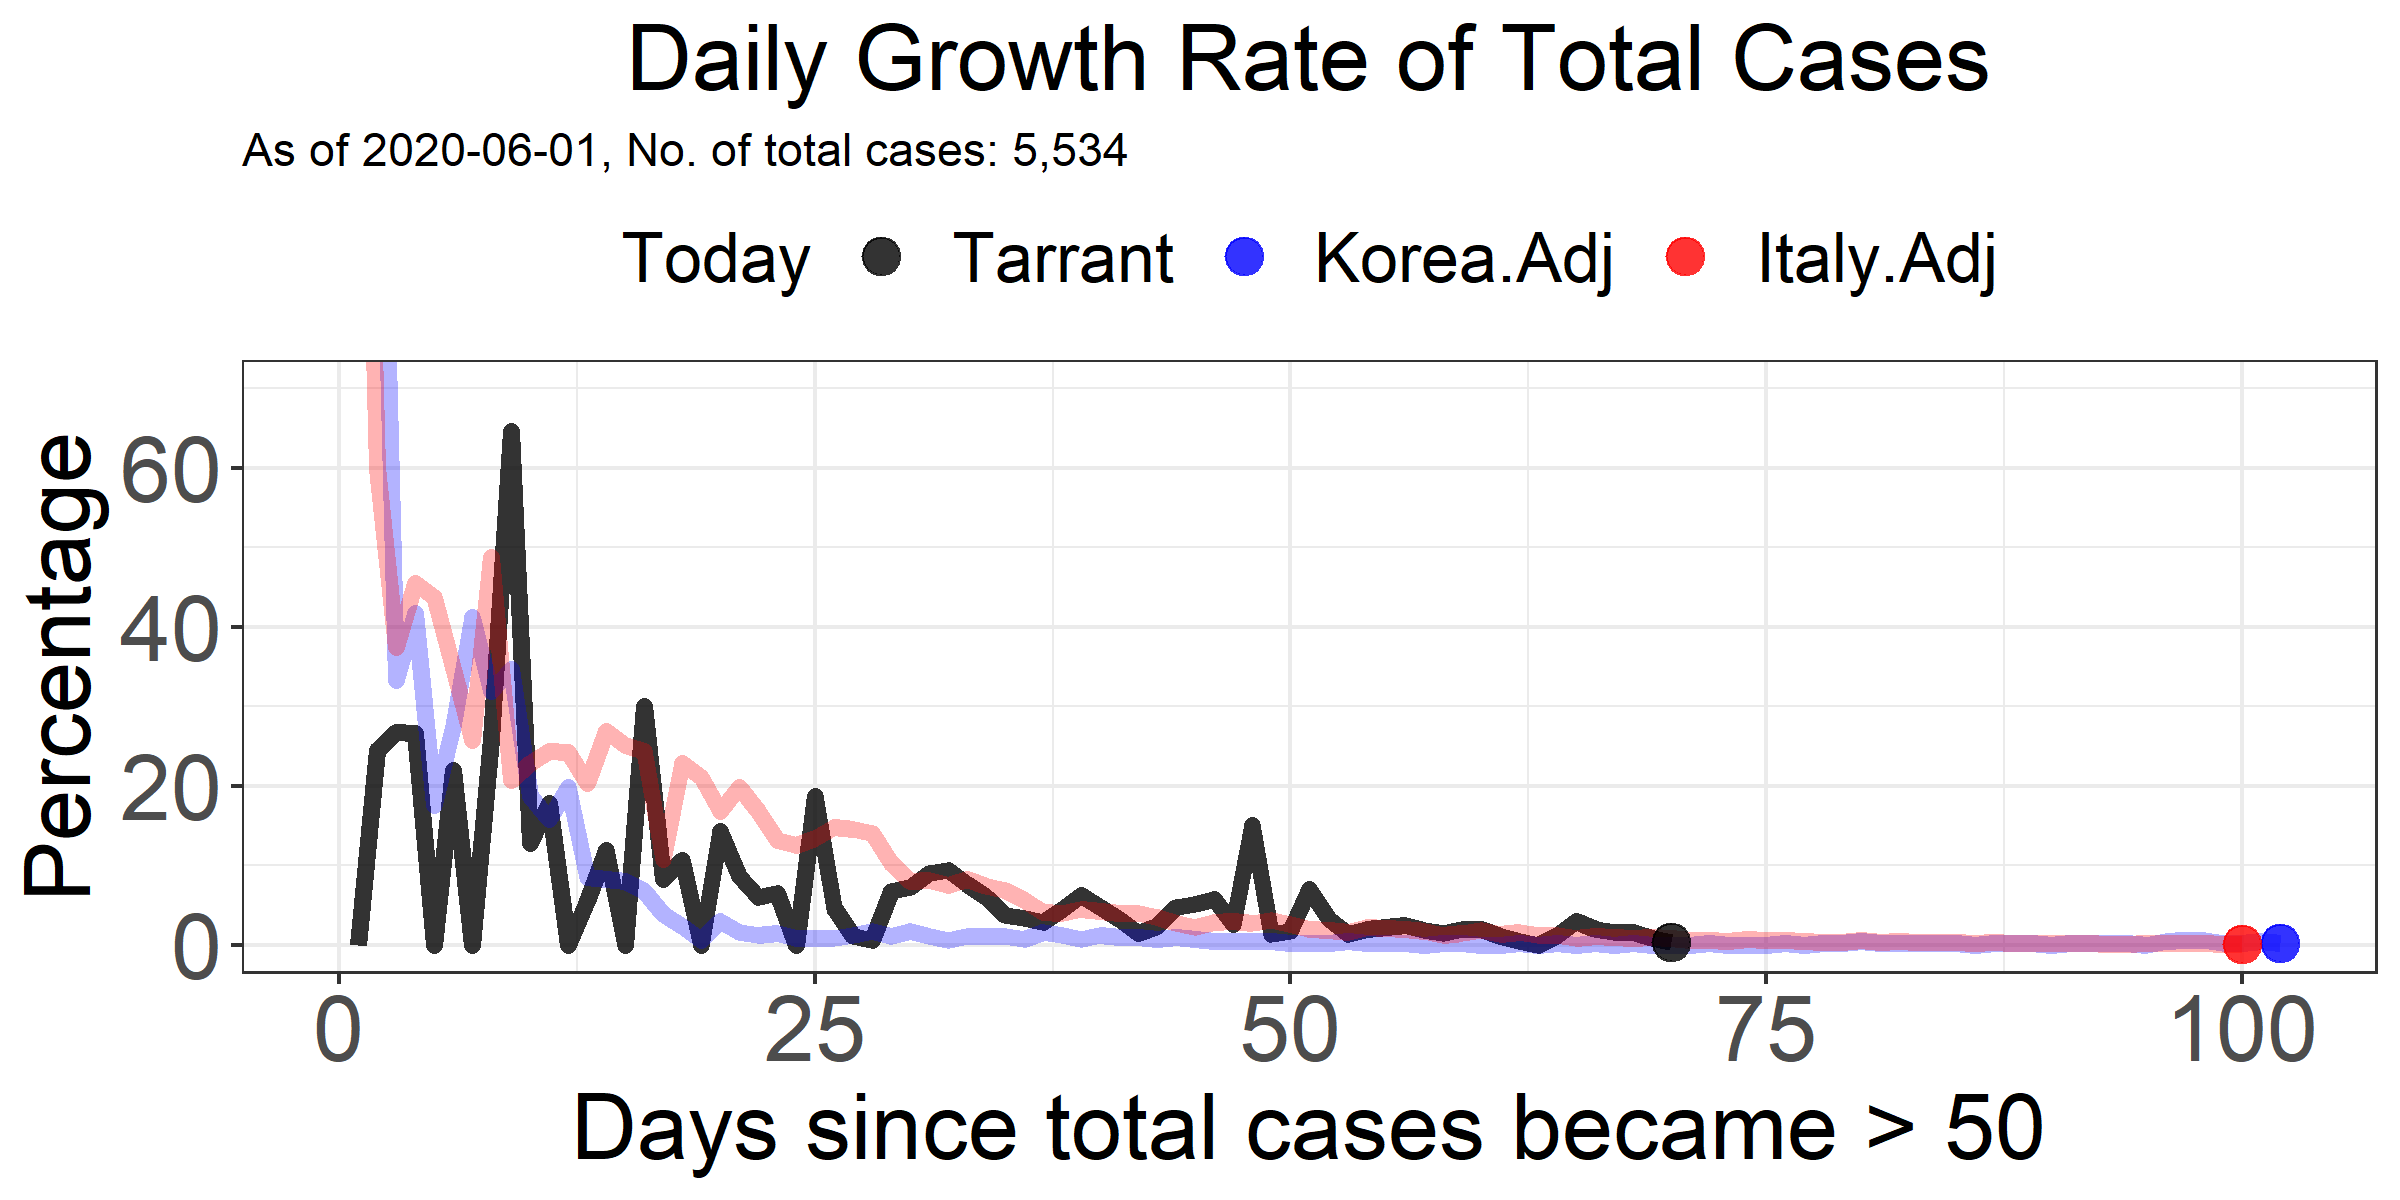 Daily Growth Rate of Total Cases
As of 2020-06-01, No. of total cases: 5,534
Today Tarrant Korea.Adj Italy.Adj
Percentage
60
40
20
0
0 25 50 75 100
Days since total cases became > 50